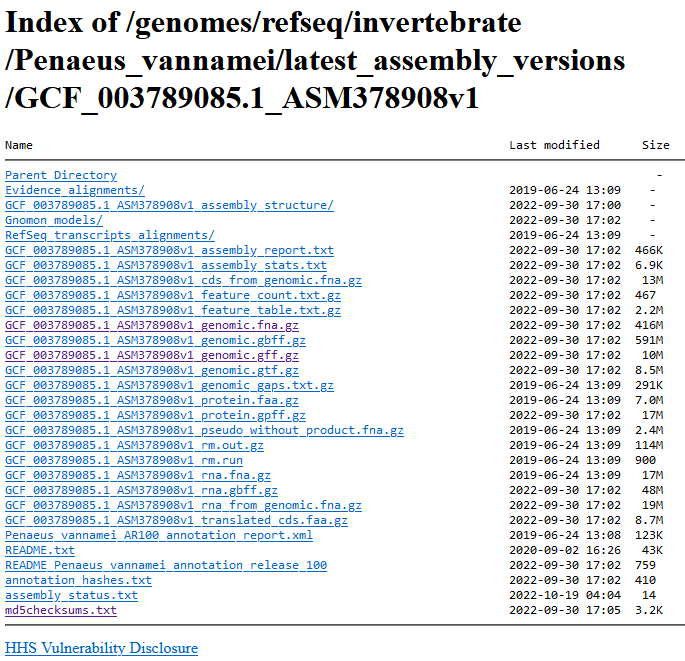 Index of /genomes/refseq/invertebrate
/Penaeus_vannamei/latest_assembly_versions
/GCF_003789085.1_ASM378908v1
Name Last modified Size
Parent Directory -
Evidence_alignments/ 2019-06-24 13:09 -
GCF_003789085.1_ASM378908v1_assembly_structure/ 2022-09-30 17:00 -
Gnomon_models/ 2022-09-30 17:02 -
RefSeq_transcripts_alignments/ 2019-06-24 13:09 -
GCF_003789085.1_ASM378908v1_assembly_report.txt 2022-09-30 17:02 466K
GCF_003789085.1_ASM378908v1_assembly_stats.txt 2022-09-30 17:02 6.9K
GCF_003789085.1_ASM378908v1_cds_from_genomic.fna.gz 2022-09-30 17:02 13M
GCF_003789085.1_ASM378908v1_feature_count.txt.gz 2022-09-30 17:02 467
GCF_003789085.1_ASM378908v1_feature_table.txt.gz 2022-09-30 17:02 2.2M
GCF_003789085.1_ASM378908v1_genomic.fna.gz 2022-09-30 17:02 416M
GCF_003789085.1_ASM378908v1_genomic.gbff.gz 2022-09-30 17:02 591M
GCF_003789085.1_ASM378908v1_genomic.gff.gz 2022-09-30 17:02 10M
GCF_003789085.1_ASM378908v1_genomic.gtf.gz 2022-09-30 17:02 8.5M
GCF_003789085.1_ASM378908v1_genomic_gaps.txt.gz 2019-06-24 13:09 291K
GCF_003789085.1_ASM378908v1_protein.faa.gz 2019-06-24 13:09 7.0M
GCF_003789085.1_ASM378908v1_protein.gpff.gz 2022-09-30 17:02 17M
GCF_003789085.1_ASM378908v1_pseudo_without_product.fna.gz 2019-06-24 13:09 2.4M
GCF_003789085.1_ASM378908v1_rm.out.gz 2019-06-24 13:09 114M
GCF_003789085.1_ASM378908v1_rm.run 2019-06-24 13:09 900
GCF_003789085.1_ASM378908v1_rna.fna.gz 2019-06-24 13:09 17M
GCF_003789085.1_ASM378908v1_rna.gbff.gz 2022-09-30 17:02 48M
GCF_003789085.1_ASM378908v1_rna_from_genomic.fna.gz 2022-09-30 17:02 19M
GCF_003789085.1_ASM378908v1_translated_cds.faa.gz 2022-09-30 17:02 8.7M
Penaeus_vannamei_AR100_annotation_report.xml 2019-06-24 13:08 123K
README.txt 2020-09-02 16:26 43K
README_Penaeus_vannamei_annotation_release_100 2022-09-30 17:02 759
annotation_hashes.txt 2022-09-30 17:02 410
assembly_status.txt 2022-10-19 04:04 14
md5checksums.txt 2022-09-30 17:05 3.2K
HHS Vulnerability Disclosure